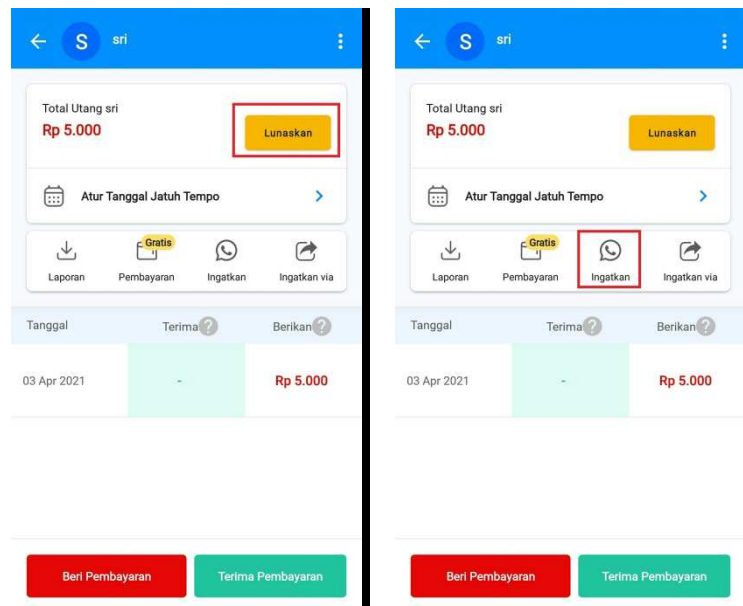 S sri
Total Utang sri
Rp 5.000
Lunaskan
Atur Tanggal Jatuh Tempo
Gratis
Laporan Pembayaran Ingatkan Ingatkan via
Tanggal Terima ? Berikan ?
03 Apr 2021 - Rp 5.000
Beri Pembayaran Terima Pembayaran
S sri
Total Utang sri
Rp 5.000
Lunaskan
Atur Tanggal Jatuh Tempo
Gratis
Laporan Pembayaran Ingatkan Ingatkan via
Tanggal Terima ? Berikan ?
03 Apr 2021 - Rp 5.000
Beri Pembayaran Terima Pembayaran